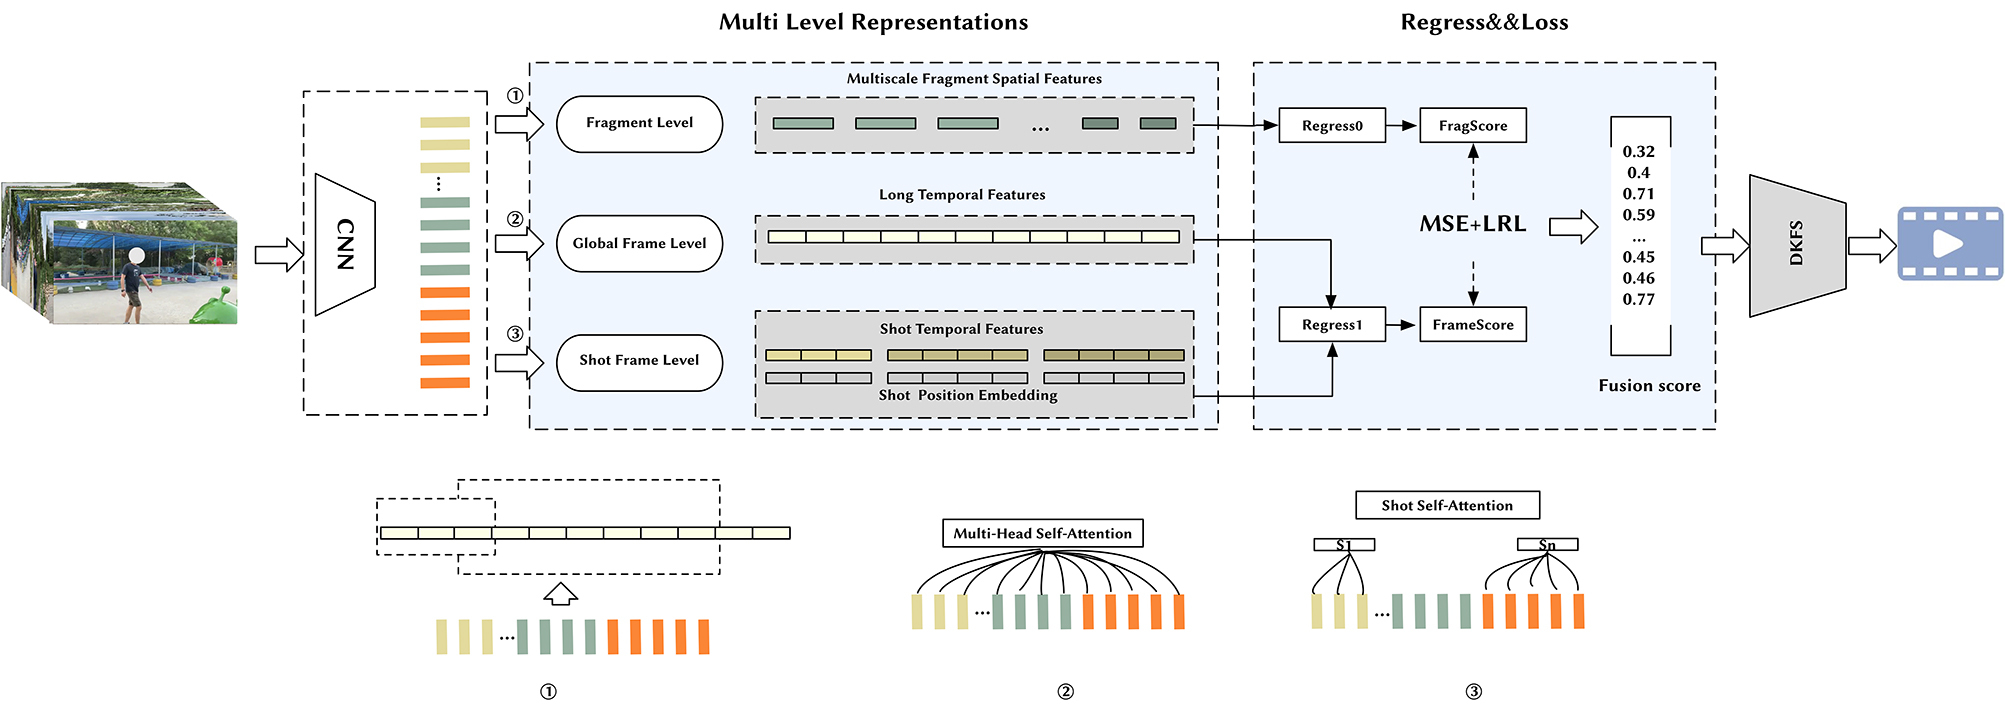 Multi Level Representations
Regress&&Loss
CNN
①
②
③
Fragment Level
Global Frame Level
Shot Frame Level
Multiscale Fragment Spatial Features
...
Long Temporal Features
Shot Temporal Features
Shot Position Embedding
Regress0
FragScore
MSE+LRL
Regress1
FrameScore
0.32
0.4
0.71
0.59
...
0.45
0.46
0.77
Fusion score
DKFS
...
①
Multi-Head Self-Attention
...
②
Shot Self-Attention
S1
Sn
...
③